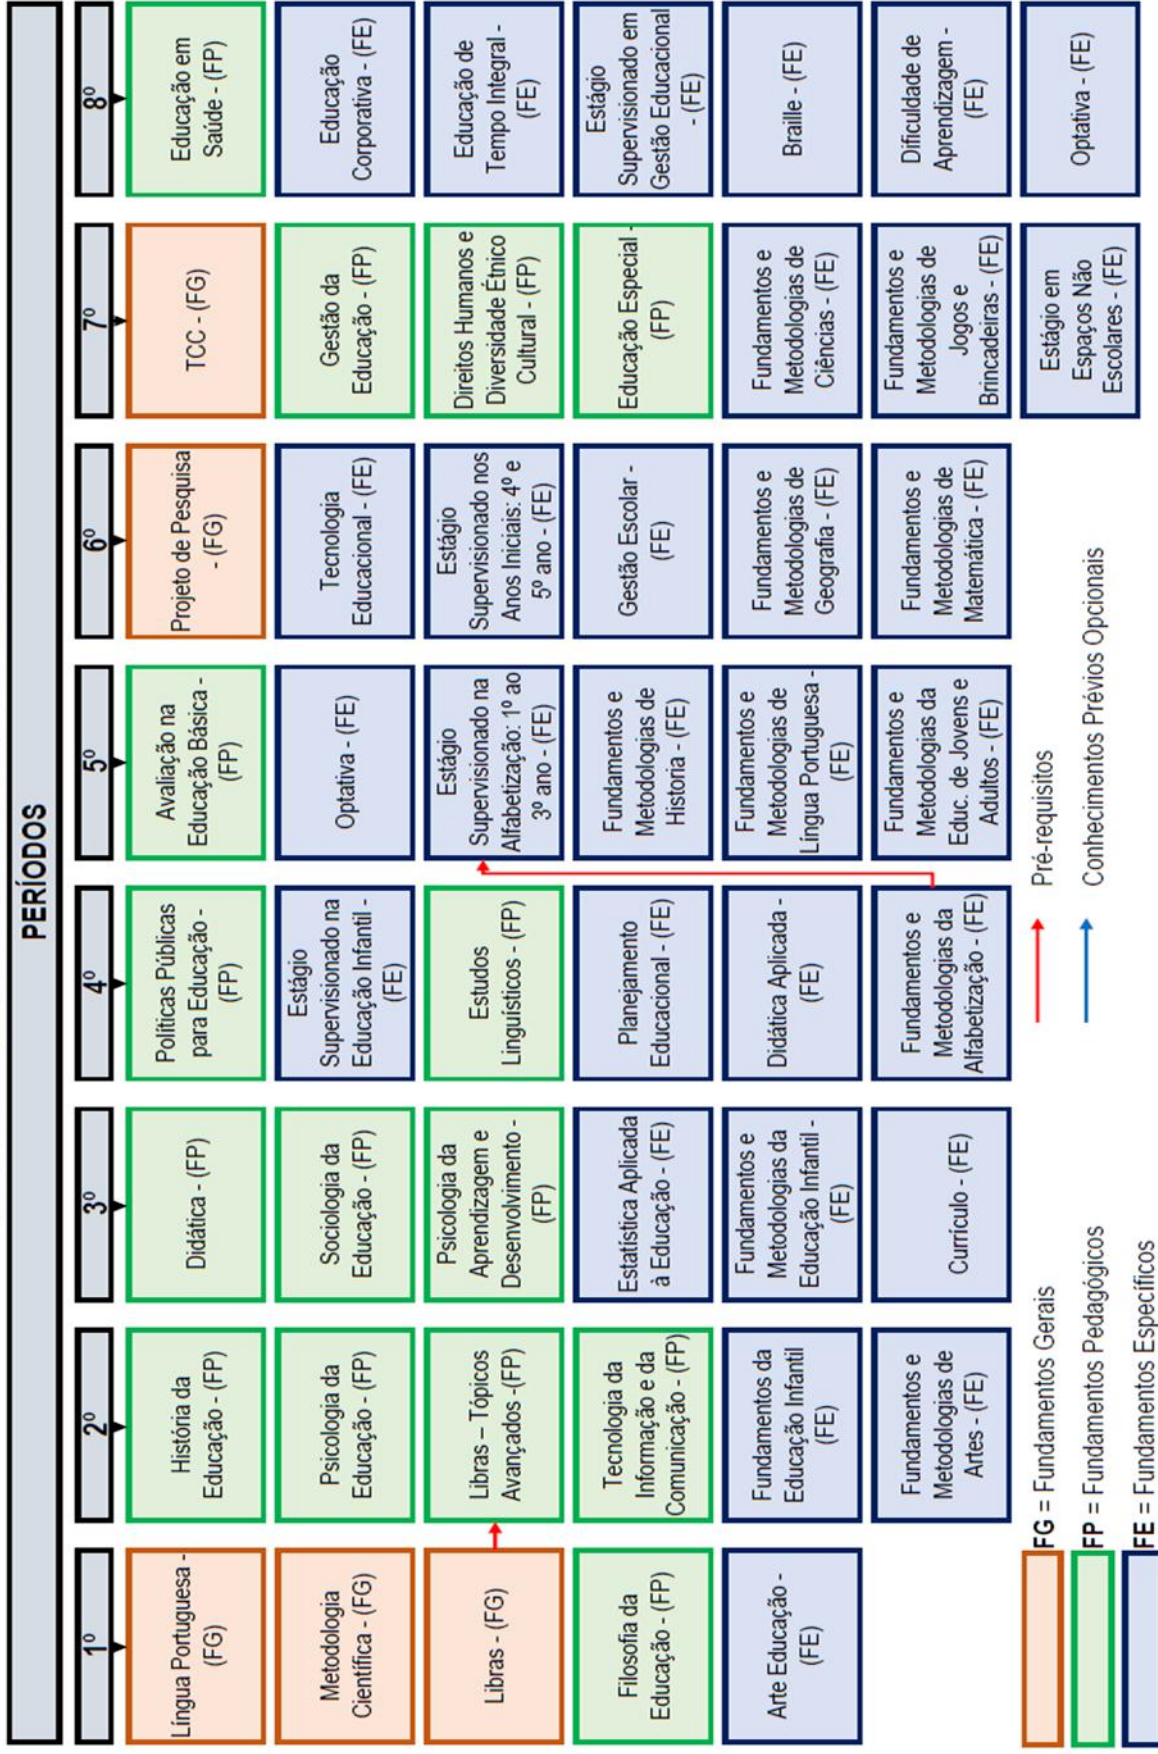 PERÍODOS
1º
2º
3º
4º
5º
6º
7º
8º
Língua Portuguesa -
(FG)
Metodologia
Científica - (FG)
Libras - (FG)
Filosofia da
Educação - (FP)
Arte Educação -
(FE)
História da
Educação - (FP)
Psicologia da
Educação - (FP)
Libras – Tópicos
Avançados -(FP)
Tecnologia da
Informação e da
Comunicação - (FP)
Fundamentos da
Educação Infantil
(FE)
Fundamentos e
Metodologias de
Artes - (FE)
Didática - (FP)
Sociologia da
Educação - (FP)
Psicologia da
Aprendizagem e
Desenvolvimento -
(FP)
Estatística Aplicada
à Educação - (FE)
Fundamentos e
Metodologias da
Educação Infantil -
(FE)
Currículo - (FE)
Políticas Públicas
para Educação -
(FP)
Estágio
Supervisionado na
Educação Infantil -
(FE)
Estudos
Linguísticos - (FP)
Planejamento
Educacional - (FE)
Didática Aplicada -
(FE)
Fundamentos e
Metodologias da
Alfabetização - (FE)
Avaliação na
Educação Básica -
(FP)
Optativa - (FE)
Estágio
Supervisionado na
Alfabetização: 1º ao
3º ano - (FE)
Fundamentos e
Metodologias de
Historia - (FE)
Fundamentos e
Metodologias de
Língua Portuguesa -
(FE)
Fundamentos e
Metodologias da
Educ. de Jovens e
Adultos - (FE)
Projeto de Pesquisa
- (FG)
Tecnologia
Educacional - (FE)
Estágio
Supervisionado nos
Anos Iniciais: 4º e
5º ano - (FE)
Gestão Escolar -
(FE)
Fundamentos e
Metodologias de
Geografia - (FE)
Fundamentos e
Metodologias de
Matemática - (FE)
TCC - (FG)
Gestão da
Educação - (FP)
Direitos Humanos e
Diversidade Étnico
Cultural - (FP)
Educação Especial -
(FP)
Fundamentos e
Metodologias de
Ciências - (FE)
Fundamentos e
Metodologias de
Jogos e
Brincadeiras - (FE)
Estágio em
Espaços Não
Escolares - (FE)
Educação em
Saúde - (FP)
Educação
Corporativa - (FE)
Educação de
Tempo Integral -
(FE)
Estágio
Supervisionado em
Gestão Educacional
- (FE)
Braille - (FE)
Dificuldade de
Aprendizagem -
(FE)
Optativa - (FE)
FG = Fundamentos Gerais
FP = Fundamentos Pedagógicos
FE = Fundamentos Específicos
Pré-requisitos
Conhecimentos Prévios Opcionais